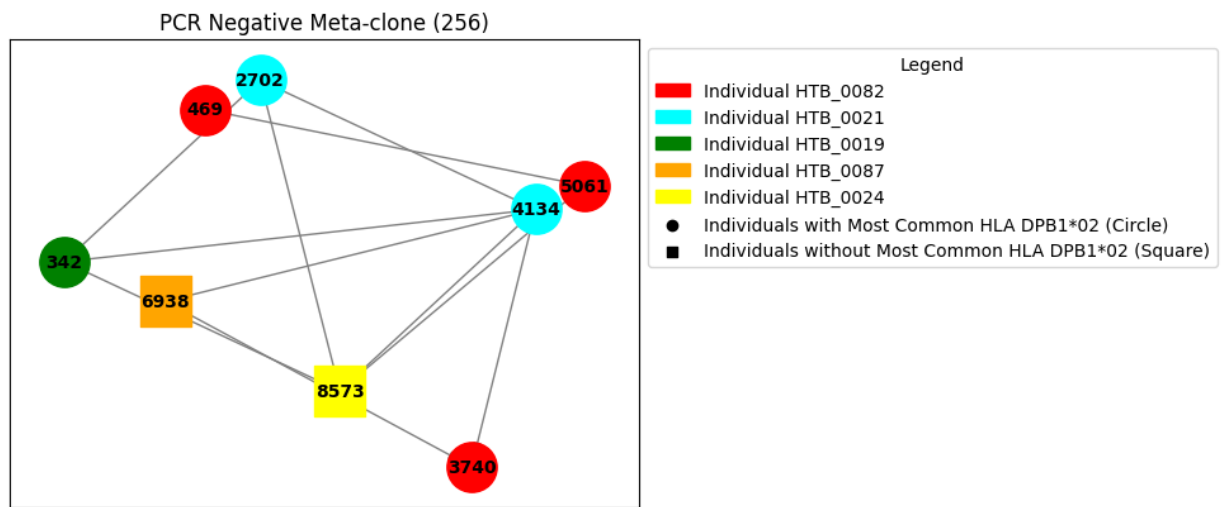 PCR Negative Meta-clone (256)
2702
469
5061
4134
342
6938
8573
3740
Legend
Individual HTB_0082
Individual HTB_0021
Individual HTB_0019
Individual HTB_0087
Individual HTB_0024
Individuals with Most Common HLA DPB1*02 (Circle)
Individuals without Most Common HLA DPB1*02 (Square)